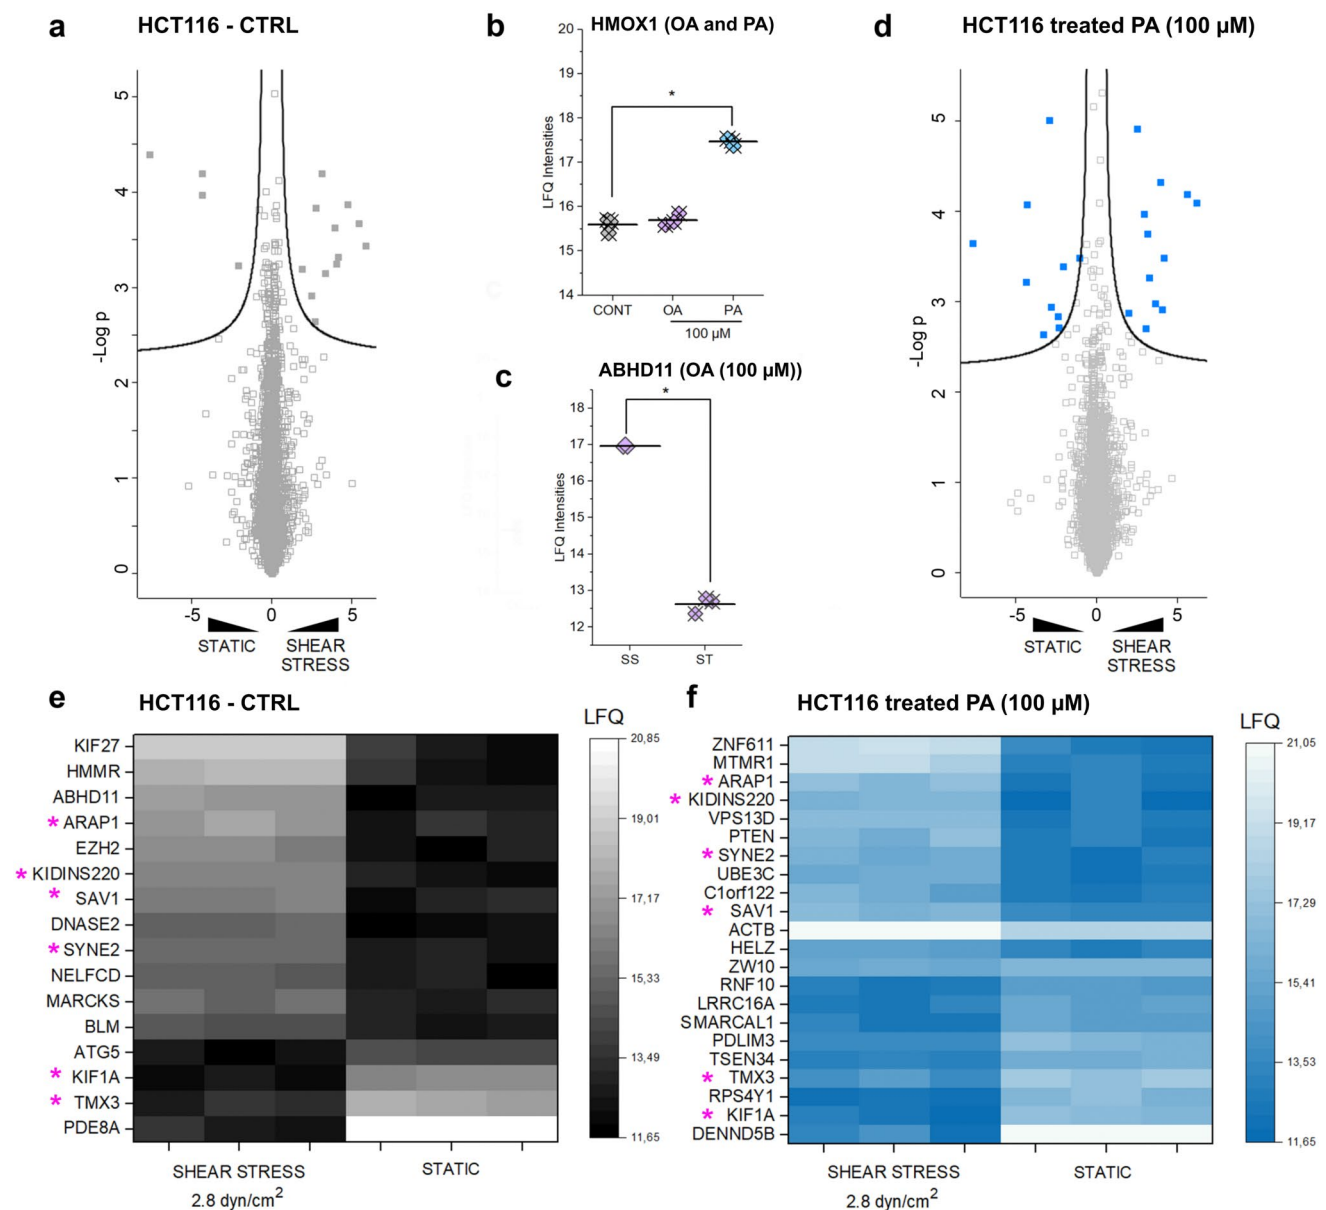 a
HCT116 - CTRL
-Log p
5
4
3
2
1
0
-5
0
5
STATIC
SHEAR
STRESS
b
HMOX1 (OA and PA)
LFQ Intensities
20
19
18
17
16
15
14
*
CONT
OA
PA
100 µM
c
ABHD11 (OA (100 µM))
LFQ Intensities
18
17
16
15
14
13
12
*
SS
ST
d
HCT116 treated PA (100 µM)
-Log p
5
4
3
2
1
0
-5
0
5
STATIC
SHEAR
STRESS
e
HCT116 - CTRL
KIF27
HMMR
ABHD11
* ARAP1
EZH2
* KIDINS220
* SAV1
DNASE2
* SYNE2
NELFCD
MARCKS
BLM
ATG5
* KIF1A
* TMX3
PDE8A
SHEAR STRESS
2.8 dyn/cm²
STATIC
LFQ
20,85
19,01
17,17
15,33
13,49
11,65
f
HCT116 treated PA (100 µM)
ZNF611
MTMR1
* ARAP1
* KIDINS220
VPS13D
PTEN
* SYNE2
UBE3C
C1orf122
* SAV1
ACTB
HELZ
ZW10
RNF10
LRRC16A
SMARCAL1
PDLIM3
TSEN34
* TMX3
RPS4Y1
* KIF1A
DENND5B
SHEAR STRESS
2.8 dyn/cm²
STATIC
LFQ
21,05
19,17
17,29
15,41
13,53
11,65